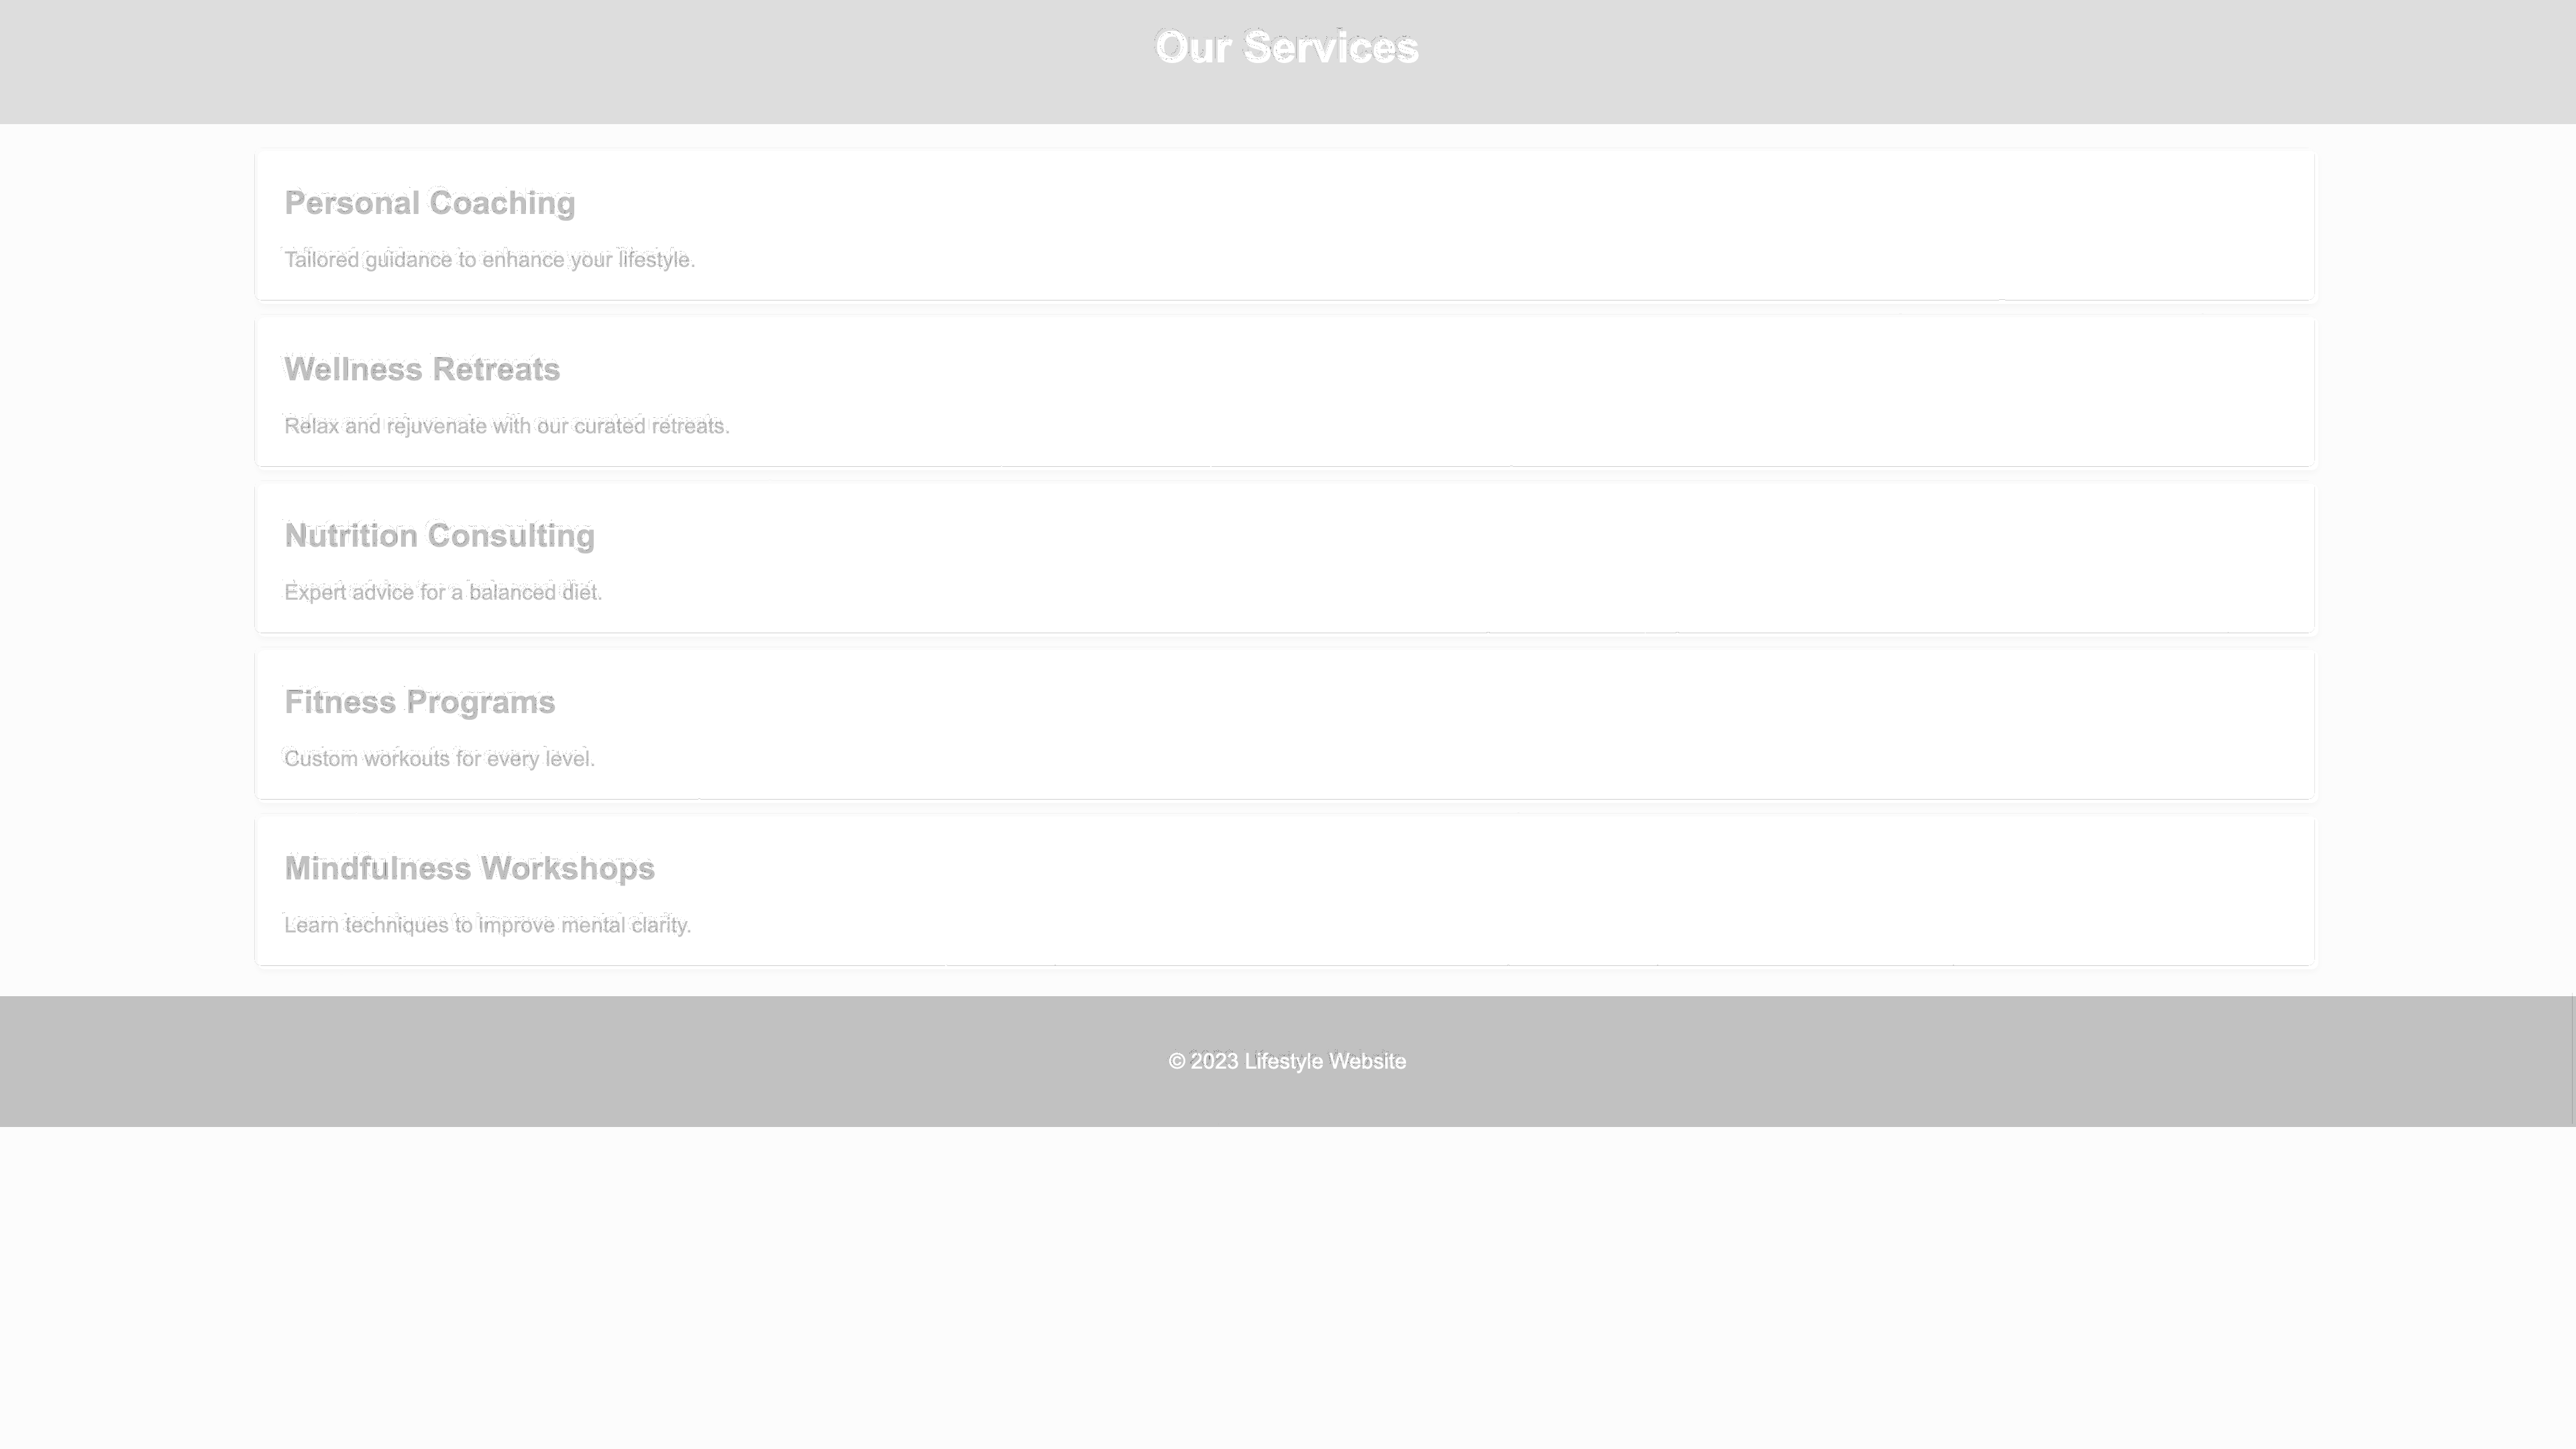 Our Services
Personal Coaching
Tailored guidance to enhance your lifestyle.
Wellness Retreats
Relax and rejuvenate with our curated retreats.
Nutrition Consulting
Expert advice for a balanced diet.
Fitness Programs
Custom workouts for every level.
Mindfulness Workshops
Learn techniques to improve mental clarity.
© 2023 Lifestyle Website